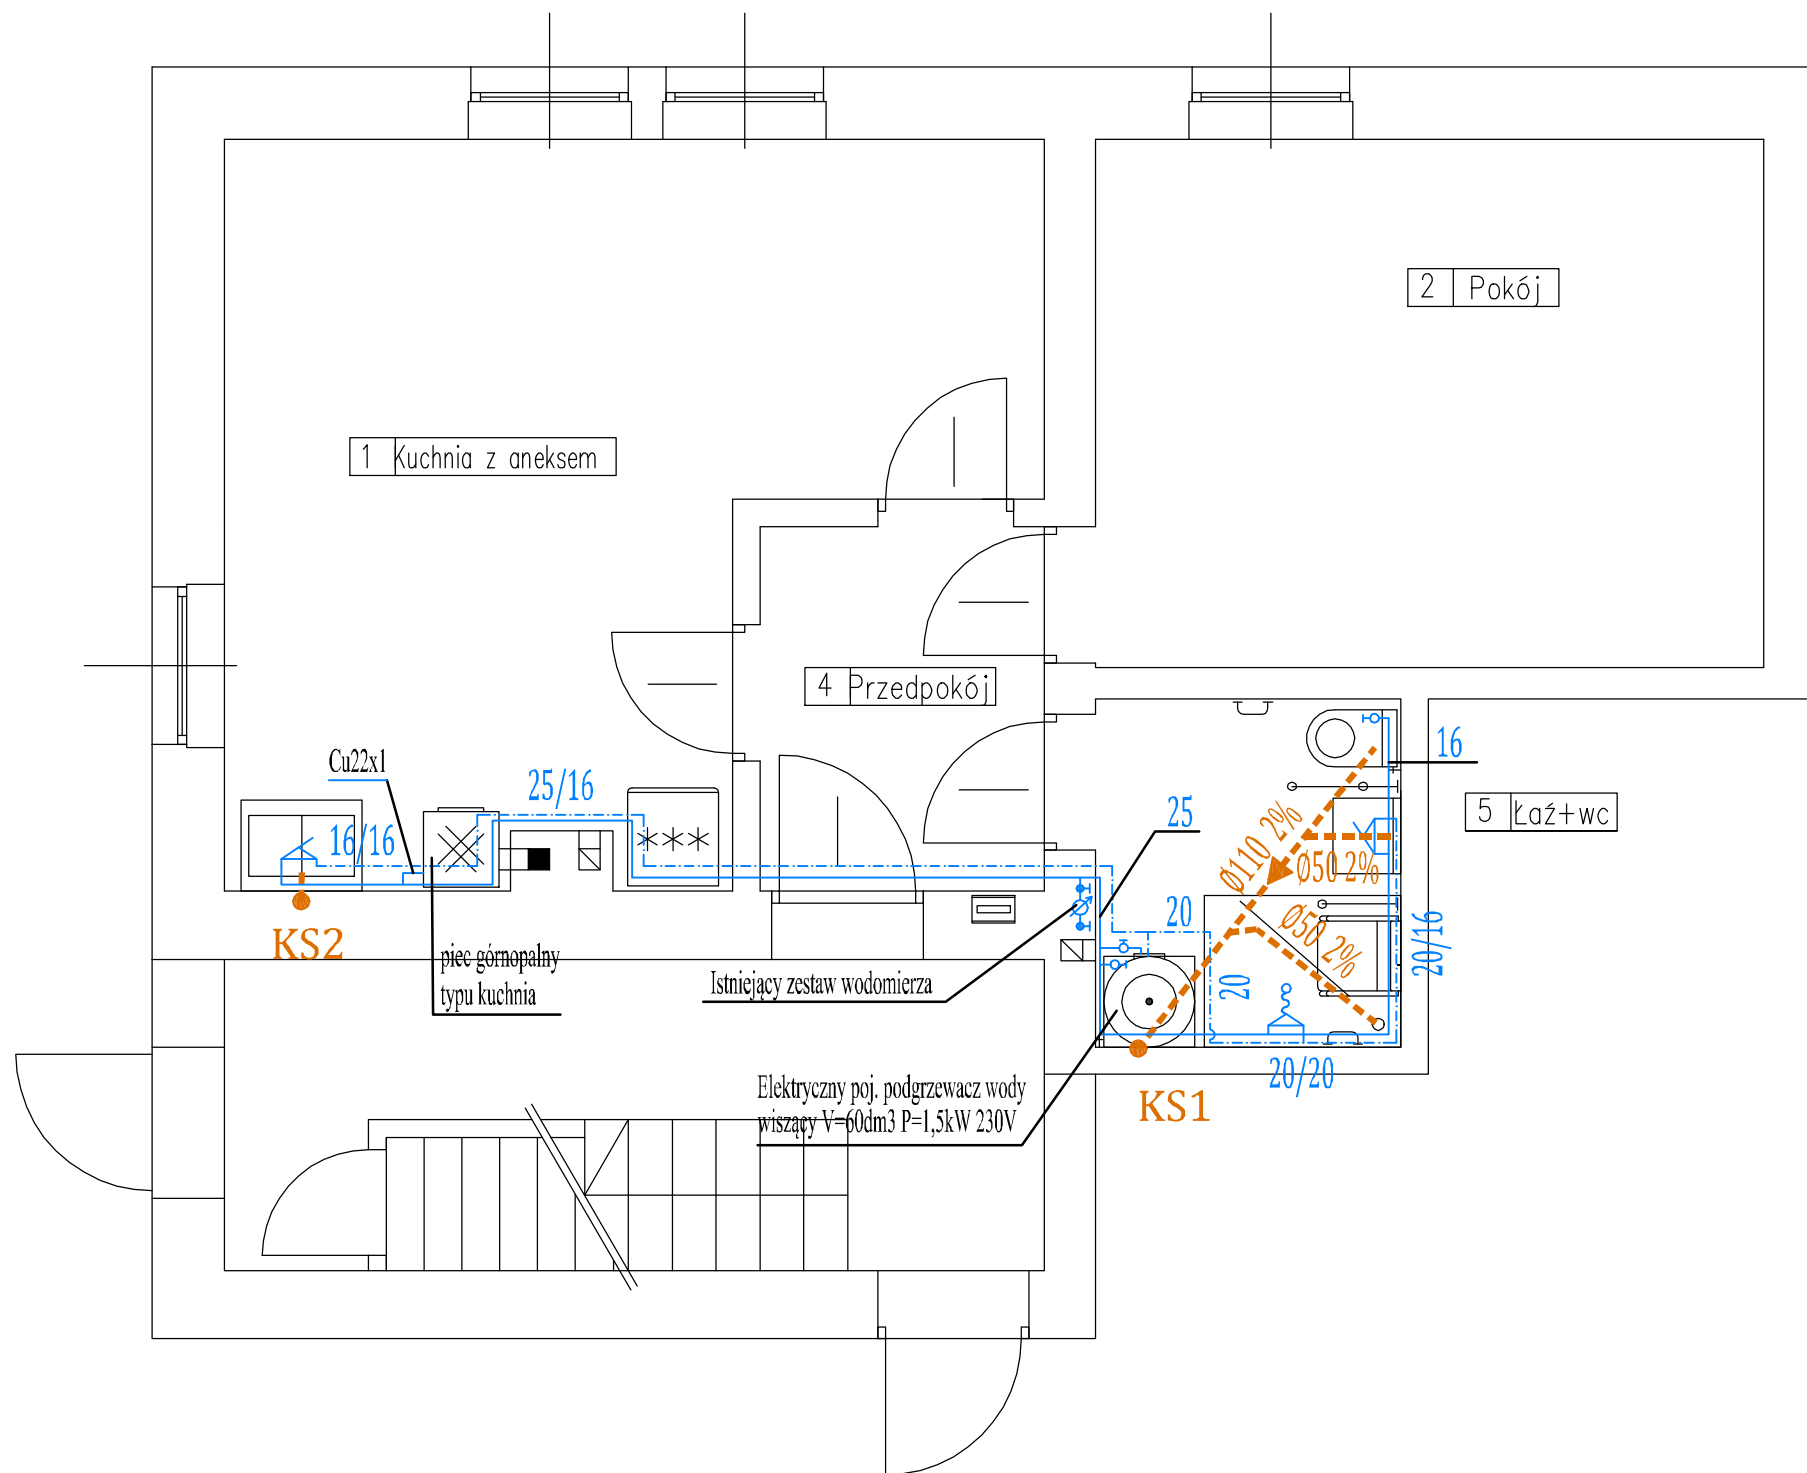 2 Pokój
1 Kuchnia z aneksem
4 Przedpokój
Cu22x1
25/16
16/16
16
25
5 Łaź+wc
Ø110 2%
Ø50 2%
20
Ø50 2%
20/16
KS2
piec górnopalny
typu kuchnia
Istniejący zestaw wodomierza
20
20/20
Elektryczny poj. podgrzewacz wody
wiszący V=60dm3 P=1,5kW 230V
KS1